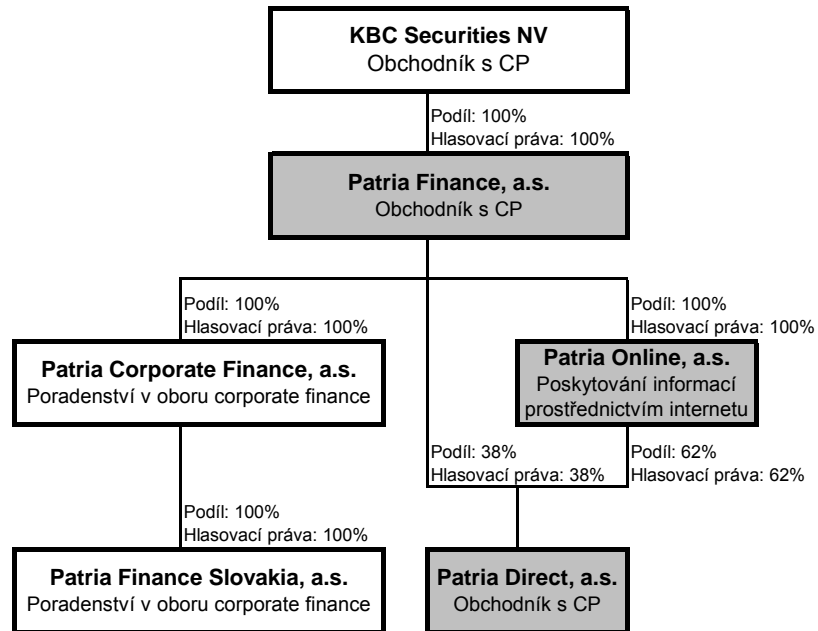 KBC Securities NV
Obchodník s CP
Podíl: 100%
Hlasovací práva: 100%
Patria Finance, a.s.
Obchodník s CP
Podíl: 100%
Hlasovací práva: 100%
Podíl: 100%
Hlasovací práva: 100%
Patria Corporate Finance, a.s.
Poradenství v oboru corporate finance
Patria Online, a.s.
Poskytování informací
prostřednictvím internetu
Podíl: 38%
Hlasovací práva: 38%
Podíl: 62%
Hlasovací práva: 62%
Podíl: 100%
Hlasovací práva: 100%
Patria Finance Slovakia, a.s.
Poradenství v oboru corporate finance
Patria Direct, a.s.
Obchodník s CP